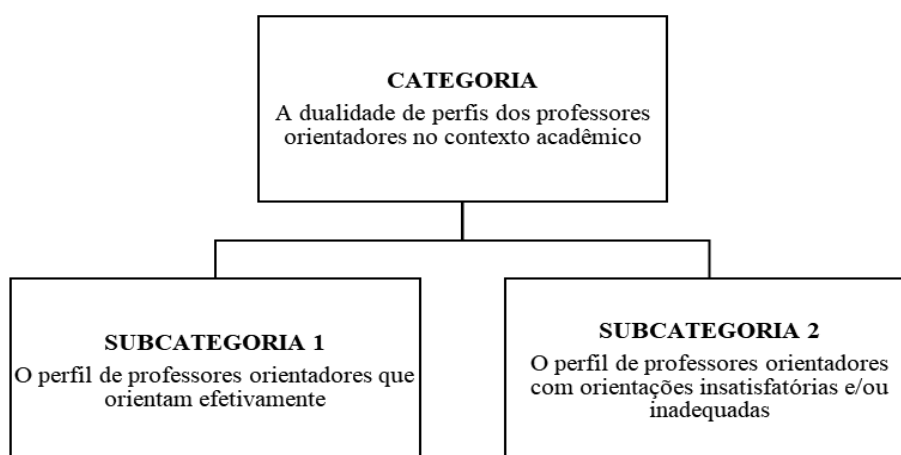 CATEGORIA
A dualidade de perfis dos professores
orientadores no contexto acadêmico
SUBCATEGORIA 1
O perfil de professores orientadores que
orientam efetivamente
SUBCATEGORIA 2
O perfil de professores orientadores
com orientações insatisfatórias e/ou
inadequadas